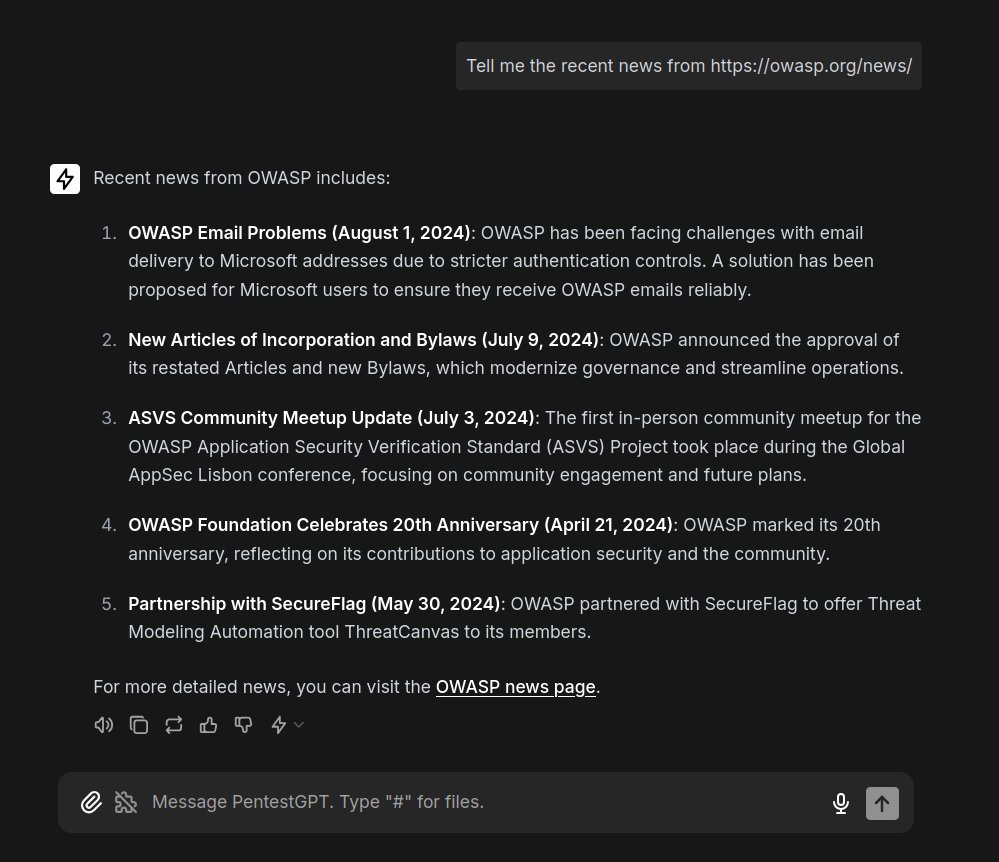 Tell me the recent news from https://owasp.org/news/
Recent news from OWASP includes:
1. OWASP Email Problems (August 1, 2024): OWASP has been facing challenges with email
delivery to Microsoft addresses due to stricter authentication controls. A solution has been
proposed for Microsoft users to ensure they receive OWASP emails reliably.
2. New Articles of Incorporation and Bylaws (July 9, 2024): OWASP announced the approval of
its restated Articles and new Bylaws, which modernize governance and streamline operations.
3. ASVS Community Meetup Update (July 3, 2024): The first in-person community meetup for the
OWASP Application Security Verification Standard (ASVS) Project took place during the Global
AppSec Lisbon conference, focusing on community engagement and future plans.
4. OWASP Foundation Celebrates 20th Anniversary (April 21, 2024): OWASP marked its 20th
anniversary, reflecting on its contributions to application security and the community.
5. Partnership with SecureFlag (May 30, 2024): OWASP partnered with SecureFlag to offer Threat
Modeling Automation tool ThreatCanvas to its members.
For more detailed news, you can visit the OWASP news page.
Message PentestGPT. Type "#" for files.